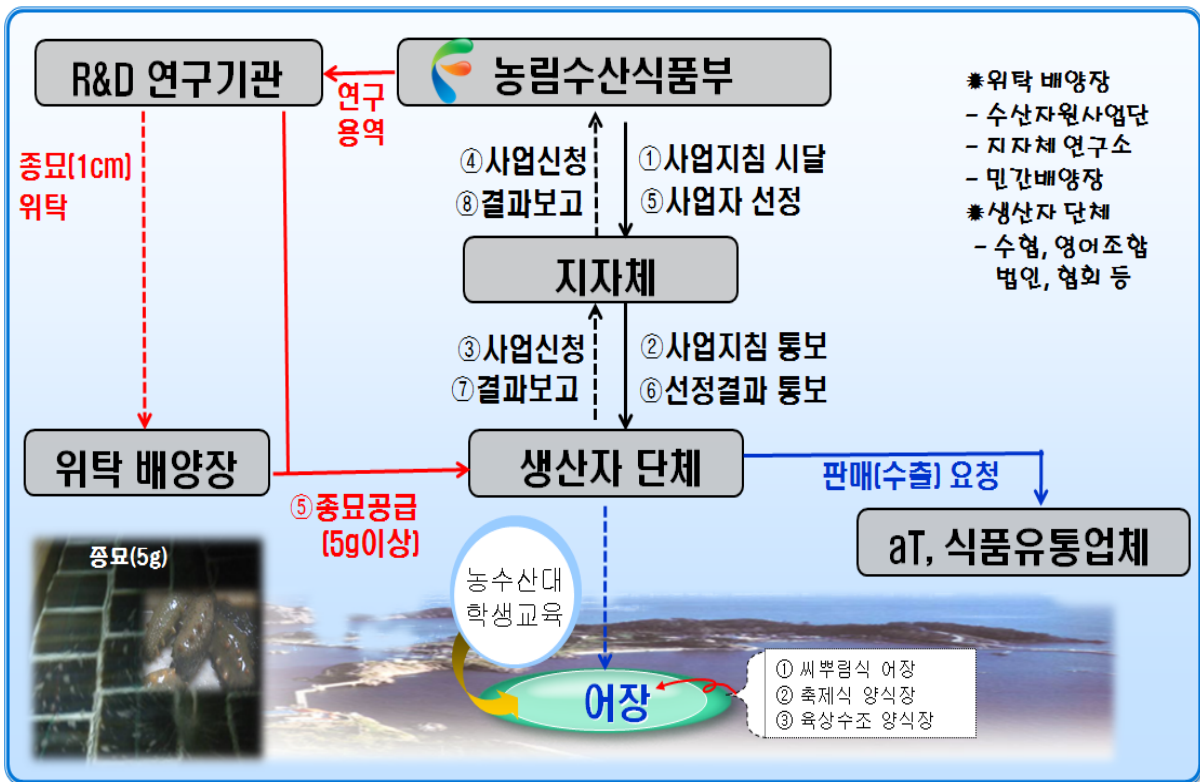 R&D 연구기관
농림수산식품부
연구
용역
✷위탁 배양장
- 수산자원사업단
- 지자체 연구소
- 민간배양장
✷생산자 단체
- 수협, 영어조합
법인, 협회 등
종묘(1cm)
위탁
④사업신청
⑧결과보고
①사업지침 시달
⑤사업자 선정
지자체
③사업신청
⑦결과보고
②사업지침 통보
⑥선정결과 통보
위탁 배양장
생산자 단체
⑤종묘공급
(5g이상)
판매(수출) 요청
aT, 식품유통업체
종묘(5g)
농수산대
학생교육
어장
① 씨뿌림식 어장
② 축제식 양식장
③ 육상수조 양식장